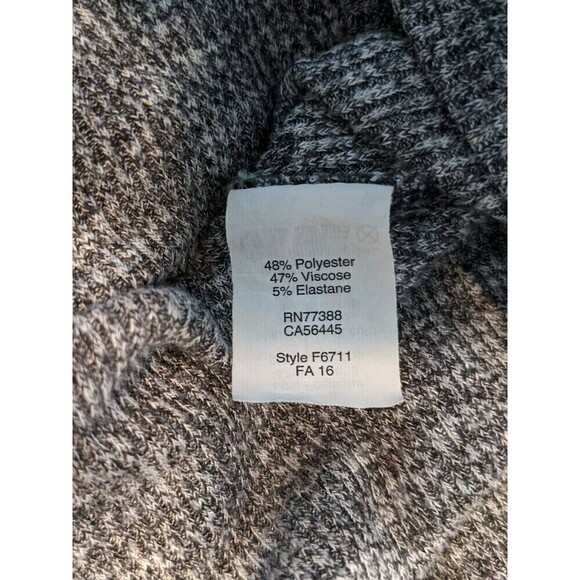 48% Polyester
47% Viscose
5% Elastane
RN77388
CA56445
Style F6711
FA 16